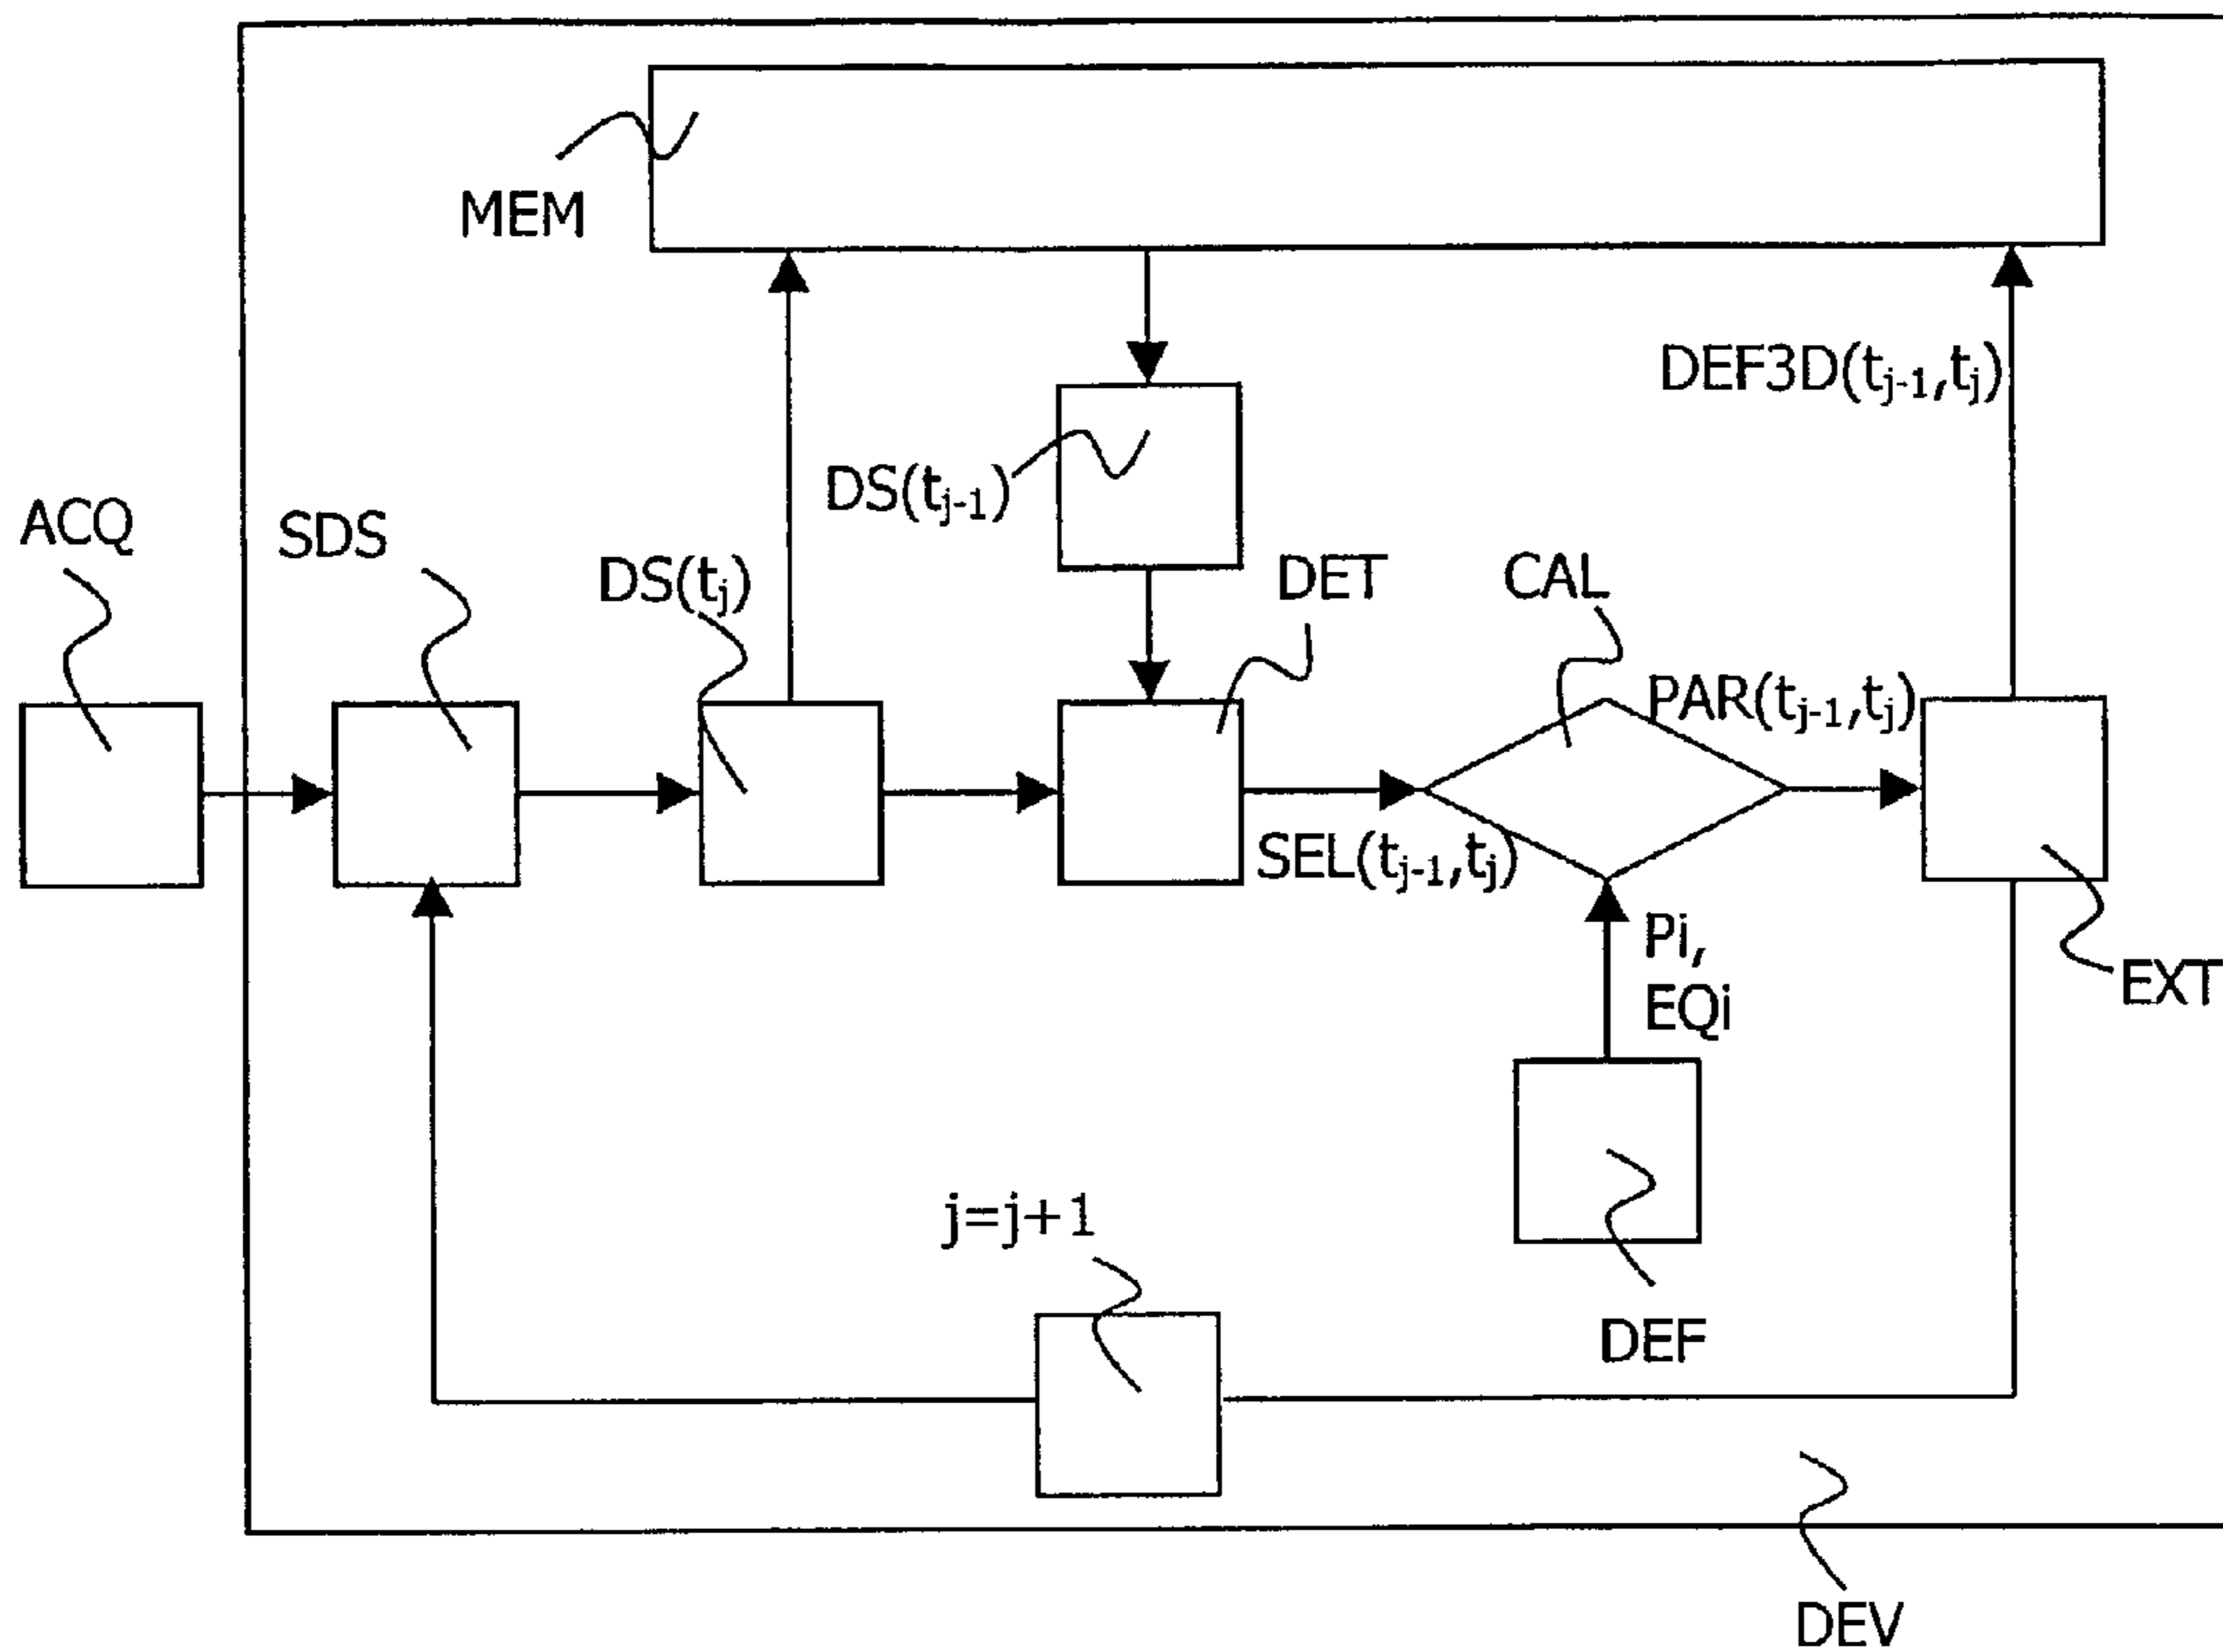 MEM
DEF3D(tj-1,tj)
DS(tj-1)
ACQ
SDS
DS(tj)
DET
CAL
PAR(tj-1,tj)
SEL(tj-1,tj)
Pi,
EQi
EXT
j=j+1
DEF
DEV